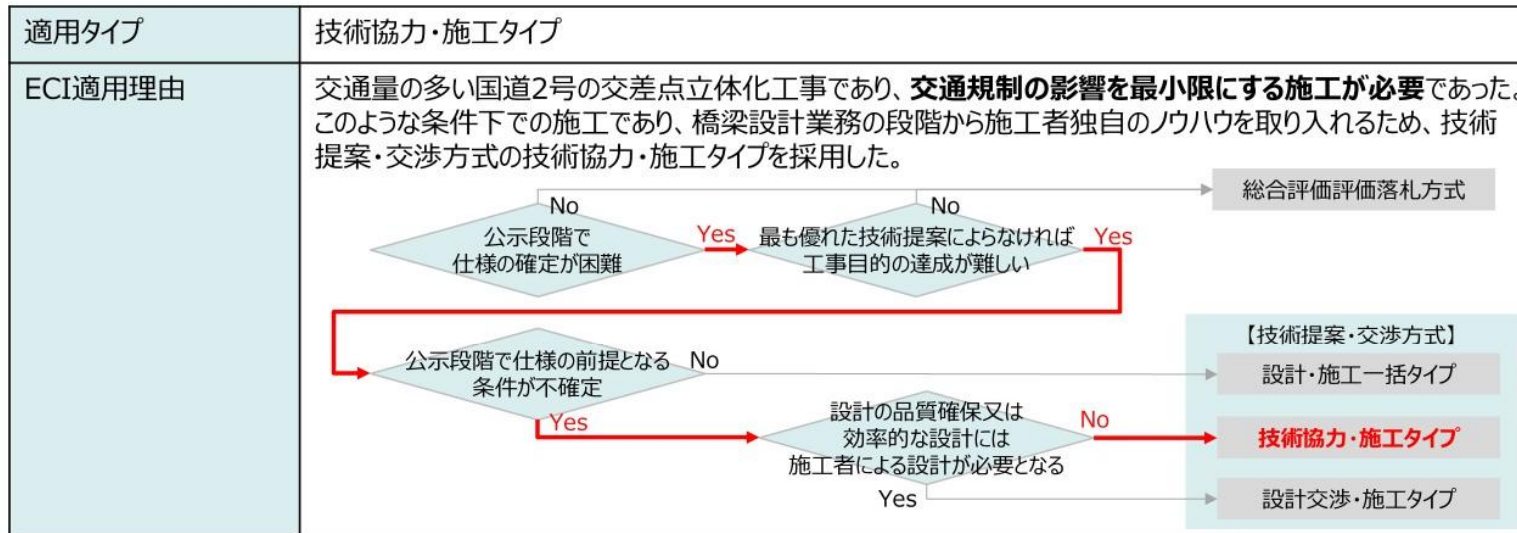 適用タイプ
技術協力・施工タイプ
ECI適用理由
交通量の多い国道2号の交差点立体化工事であり、交通規制の影響を最小限にする施工が必要であった。
このような条件下での施工であり、橋梁設計業務の段階から施工者独自のノウハウを取り入れるため、技術
提案・交渉方式の技術協力・施工タイプを採用した。
総合評価評価落札方式
No
No
公示段階で
仕様の確定が困難
Yes
最も優れた技術提案によらなければ
工事目的の達成が難しい
Yes
【技術提案・交渉方式】
公示段階で仕様の前提となる
条件が不確定
No
設計・施工一括タイプ
Yes
設計の品質確保又は
効率的な設計には
施工者による設計が必要となる
No
技術協力・施工タイプ
Yes
設計交渉・施工タイプ